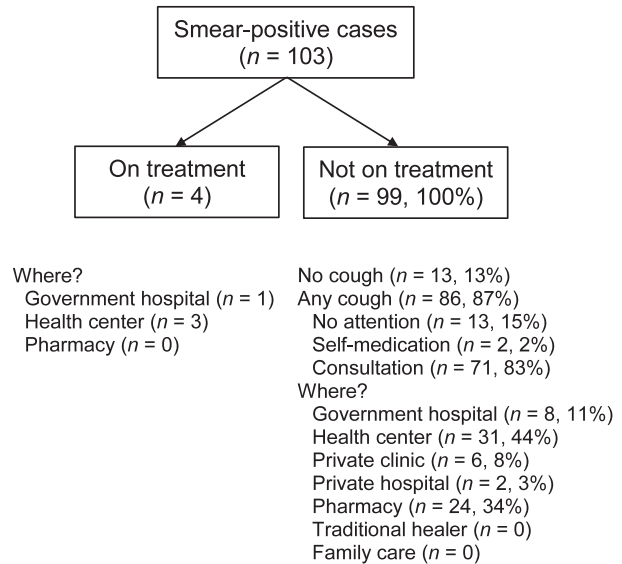 Smear-positive cases
(n = 103)
On treatment
(n = 4)
Not on treatment
(n = 99, 100%)
Where?
Government hospital (n = 1)
Health center (n = 3)
Pharmacy (n = 0)
No cough (n = 13, 13%)
Any cough (n = 86, 87%)
No attention (n = 13, 15%)
Self-medication (n = 2, 2%)
Consultation (n = 71, 83%)
Where?
Government hospital (n = 8, 11%)
Health center (n = 31, 44%)
Private clinic (n = 6, 8%)
Private hospital (n = 2, 3%)
Pharmacy (n = 24, 34%)
Traditional healer (n = 0)
Family care (n = 0)